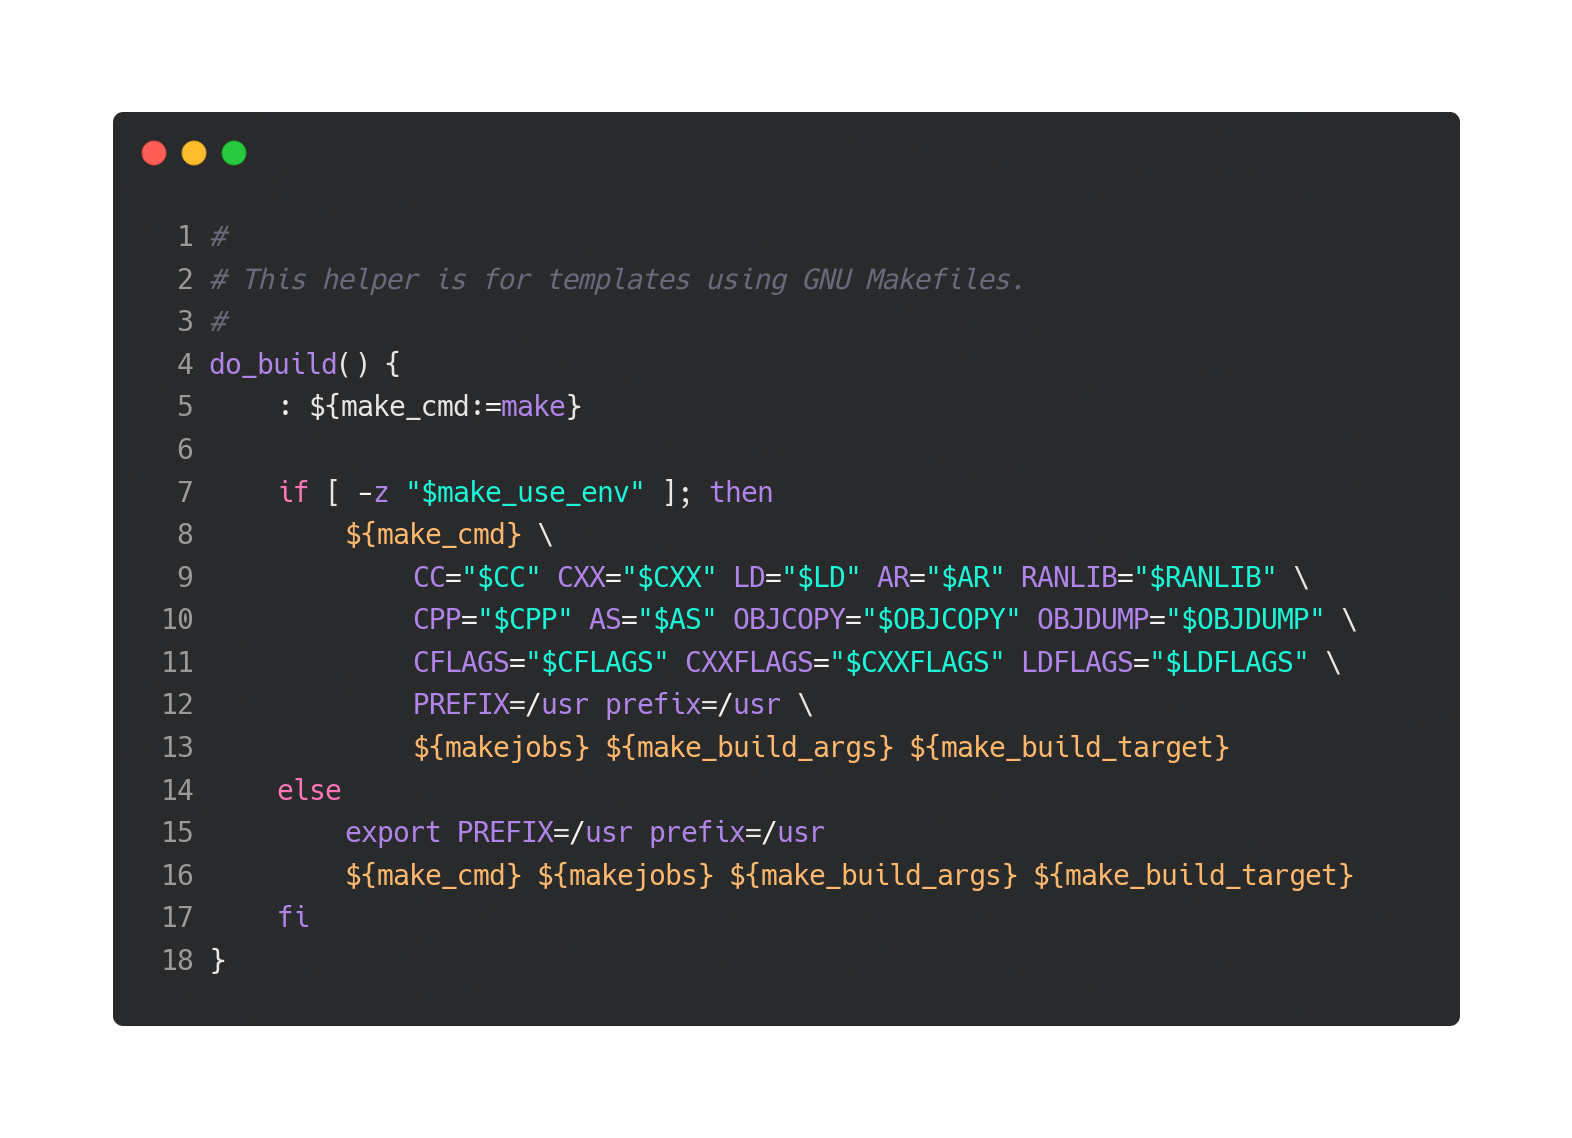 1 #
2 # This helper is for templates using GNU Makefiles.
3 #
4 do_build() {
5     : ${make_cmd:=make}
6
7     if [ -z "$make_use_env" ]; then
8         ${make_cmd} \
9             CC="$CC" CXX="$CXX" LD="$LD" AR="$AR" RANLIB="$RANLIB" \
10             CPP="$CPP" AS="$AS" OBJCOPY="$OBJCOPY" OBJDUMP="$OBJDUMP" \
11             CFLAGS="$CFLAGS" CXXFLAGS="$CXXFLAGS" LDFLAGS="$LDFLAGS" \
12             PREFIX=/usr prefix=/usr \
13             ${makejobs} ${make_build_args} ${make_build_target}
14     else
15         export PREFIX=/usr prefix=/usr
16         ${make_cmd} ${makejobs} ${make_build_args} ${make_build_target}
17     fi
18 }